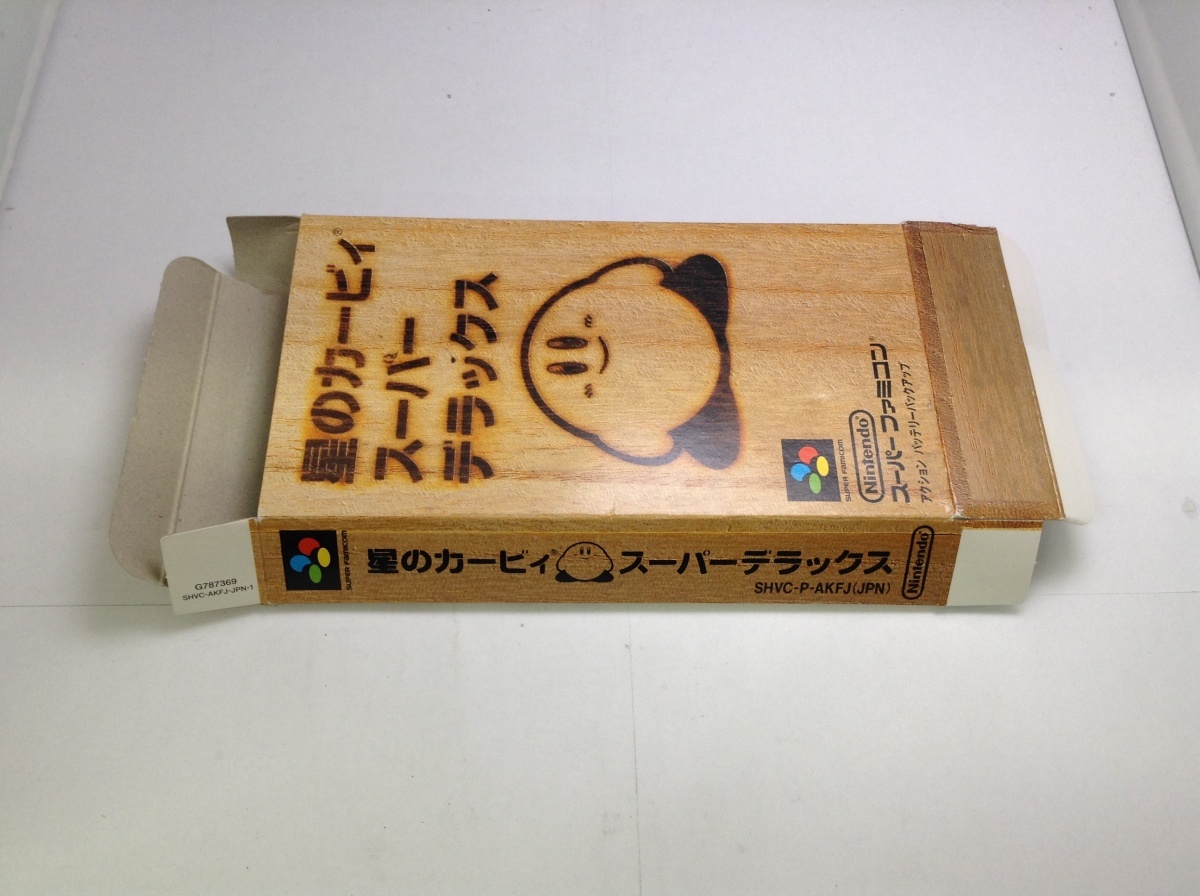 星のカービィ®
スーパー
デラックス
SUPER FAMICOM
Nintendo®
スーパーファミコン®
アクション バッテリーバックアップ
SUPER FAMICOM
星のカービィ® スーパーデラックス
SHVC-P-AKFJ(JPN)
Nintendo®
G787369
SHVC-AKFJ-JPN-1